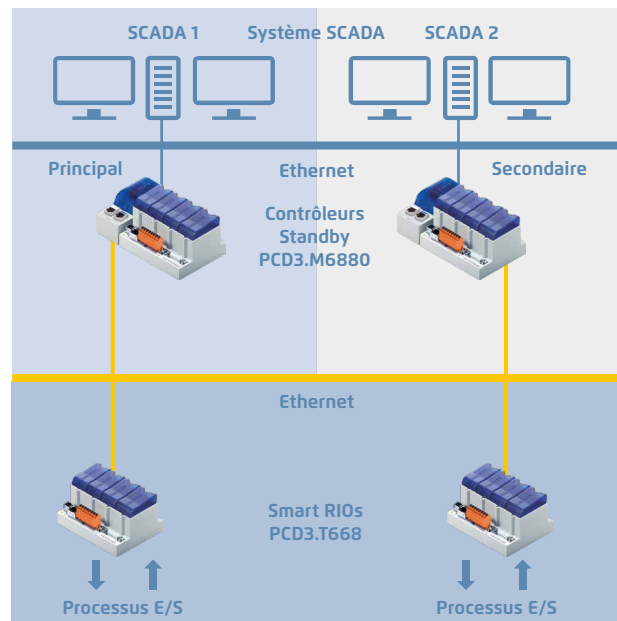 SCADA 1
Système SCADA
SCADA 2
Principal
Ethernet
Secondaire
Contrôleurs
Standby
PCD3.M6880
Ethernet
Smart RIOs
PCD3.T668
Processus E/S
Processus E/S